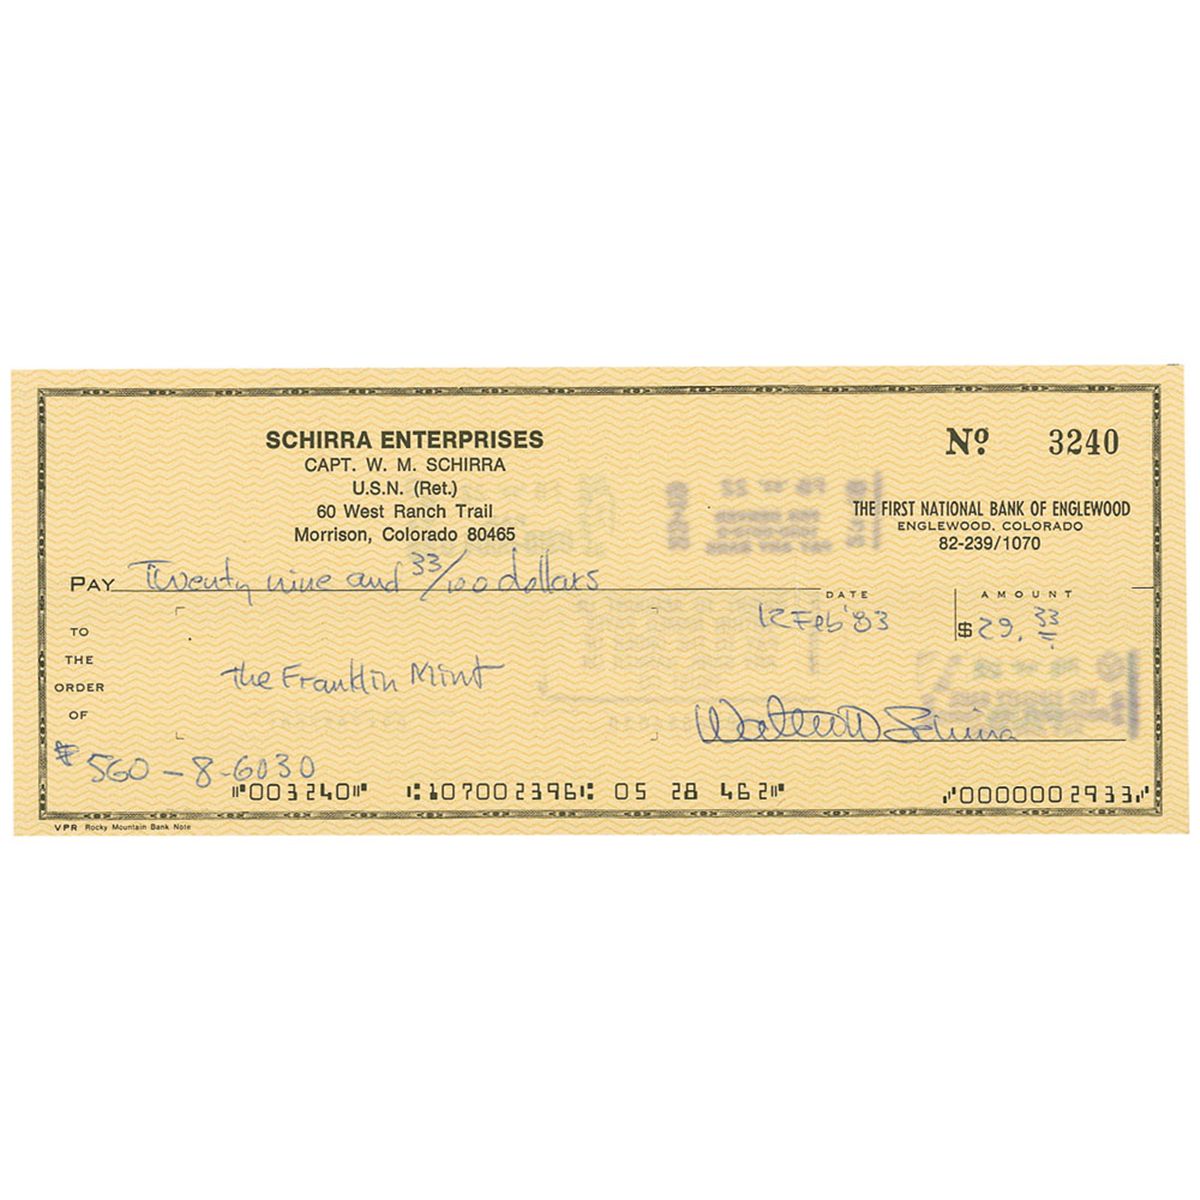 SCHIRRA ENTERPRISES
CAPT. W. M. SCHIRRA
U.S.N. (Ret.)
60 West Ranch Trail
Morrison, Colorado 80465
Nº 3240
THE FIRST NATIONAL BANK OF ENGLEWOOD
ENGLEWOOD, COLORADO
82-239/1070
PAY Twenty nine and 33/100 dollars
DATE
12 Feb '83
AMOUNT
$ 29.33
TO
THE
ORDER
OF
the Franklin Mint
Walter M Schirra
# 560-8-6030
⑈003240⑈ ⑆107002396⑆ 05 28 462⑈ ⑇0000002933⑇
VPR Rocky Mountain Bank Note